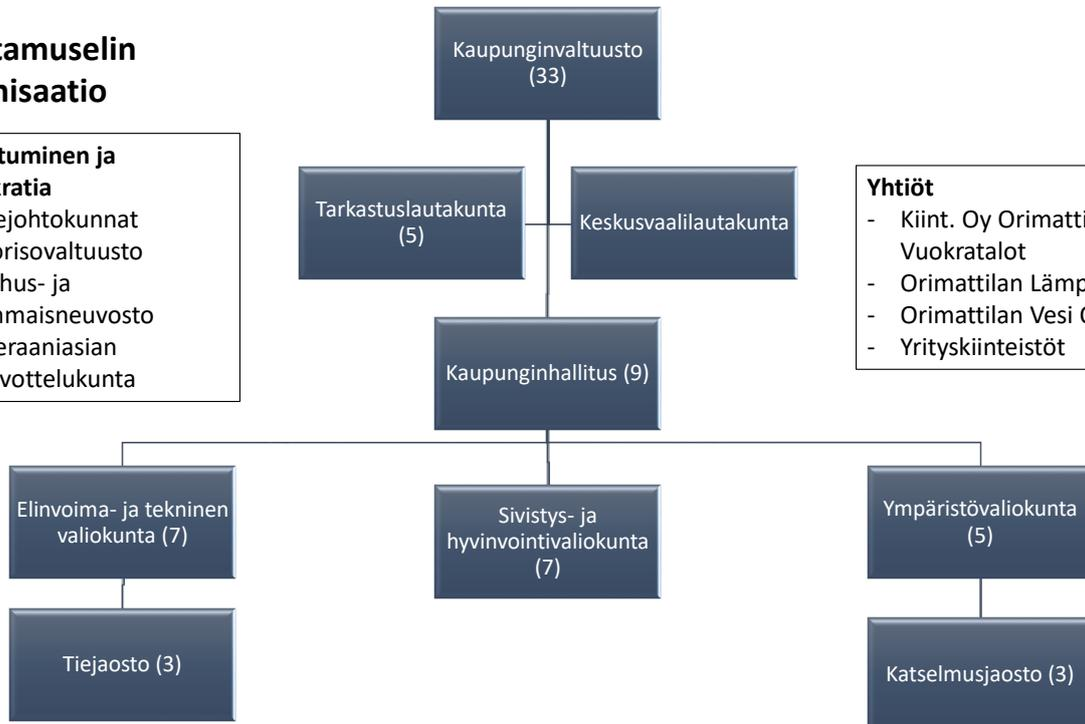 tamuselin
nisaatio
tuminen ja
kratia
ejohtokunnat
orisovaltuusto
hus- ja
nmaisneuvosto
eraaniasian
vottelukunta
Kaupunginvaltuusto
(33)
Tarkastuslautakunta
(5)
Keskusvaalilautakunta
Yhtiöt
- Kiint. Oy Orimatti
Vuokratalot
- Orimattilan Lämp
- Orimattilan Vesi
- Yrityskiinteistöt
Kaupunginhallitus (9)
Elinvoima- ja tekninen
valiokunta (7)
Sivistys- ja
hyvinvointivaliokunta
(7)
Ympäristövaliokunta
(5)
Tiejaosto (3)
Katselmusjaosto (3)